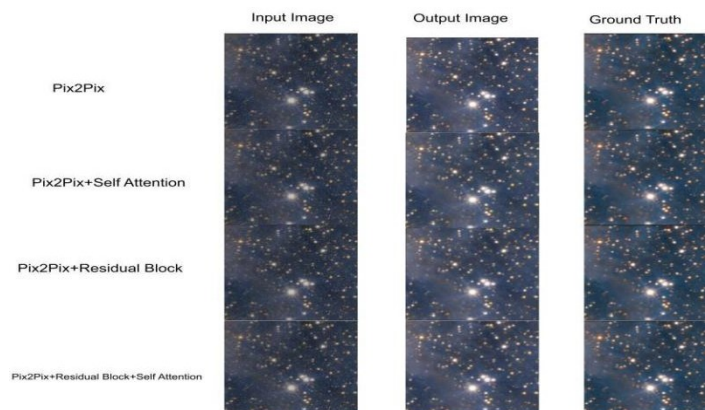 Input Image
Output Image
Ground Truth
Pix2Pix
Pix2Pix+Self Attention
Pix2Pix+Residual Block
Pix2Pix+Residual Block+Self Attention